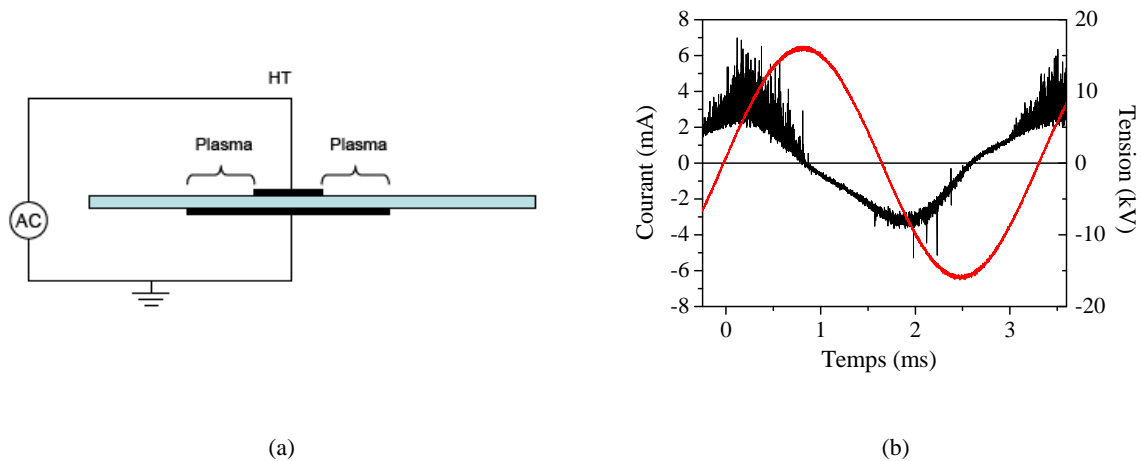 HT
Plasma Plasma
AC
(a)
8
6
4
2
0
-2
-4
-6
-8
Courant (mA)
20
10
0
-10
-20
Tension (kV)
0 1 2 3
Temps (ms)
(b)